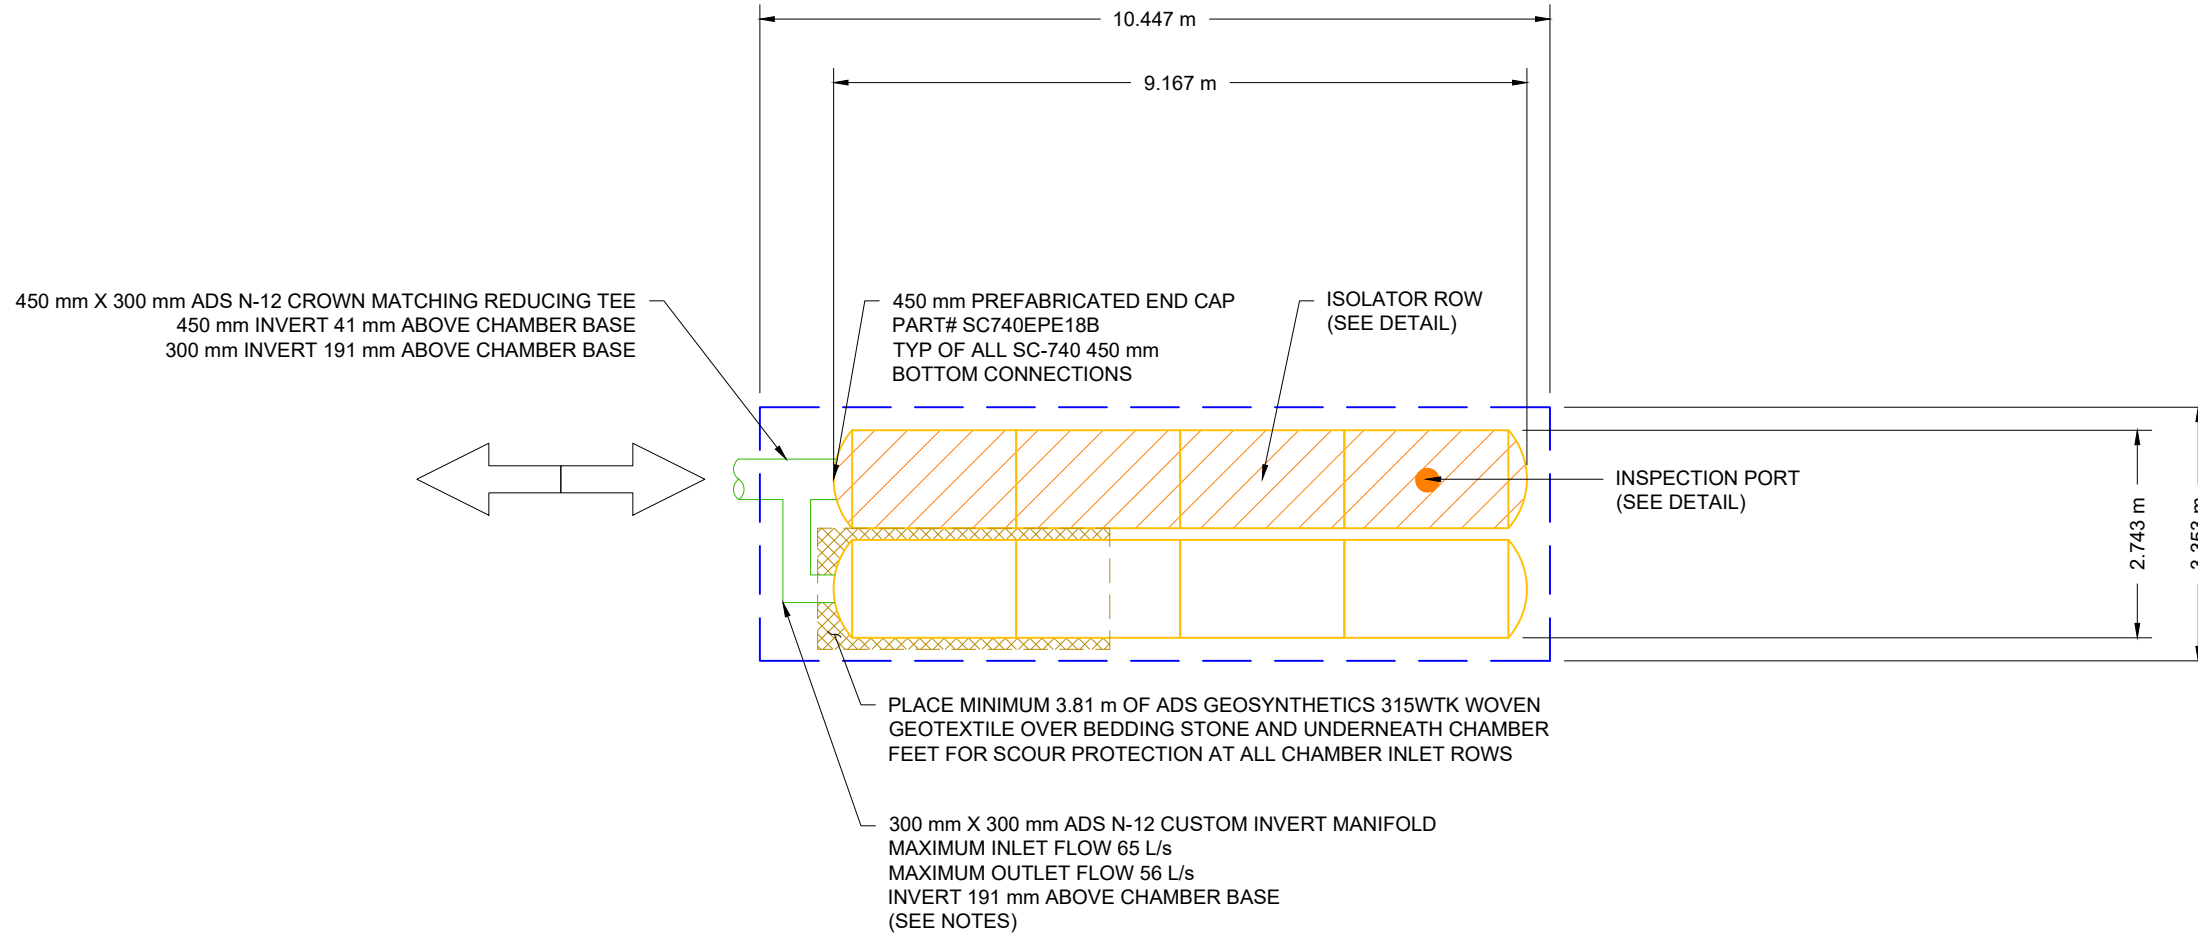 10.447 m
9.167 m
450 mm X 300 mm ADS N-12 CROWN MATCHING REDUCING TEE
450 mm INVERT 41 mm ABOVE CHAMBER BASE
300 mm INVERT 191 mm ABOVE CHAMBER BASE
450 mm PREFABRICATED END CAP
PART# SC740EPE18B
TYP OF ALL SC-740 450 mm
BOTTOM CONNECTIONS
ISOLATOR ROW
(SEE DETAIL)
INSPECTION PORT
(SEE DETAIL)
2.743 m
3.353 m
PLACE MINIMUM 3.81 m OF ADS GEOSYNTHETICS 315WTK WOVEN
GEOTEXTILE OVER BEDDING STONE AND UNDERNEATH CHAMBER
FEET FOR SCOUR PROTECTION AT ALL CHAMBER INLET ROWS
300 mm X 300 mm ADS N-12 CUSTOM INVERT MANIFOLD
MAXIMUM INLET FLOW 65 L/s
MAXIMUM OUTLET FLOW 56 L/s
INVERT 191 mm ABOVE CHAMBER BASE
(SEE NOTES)